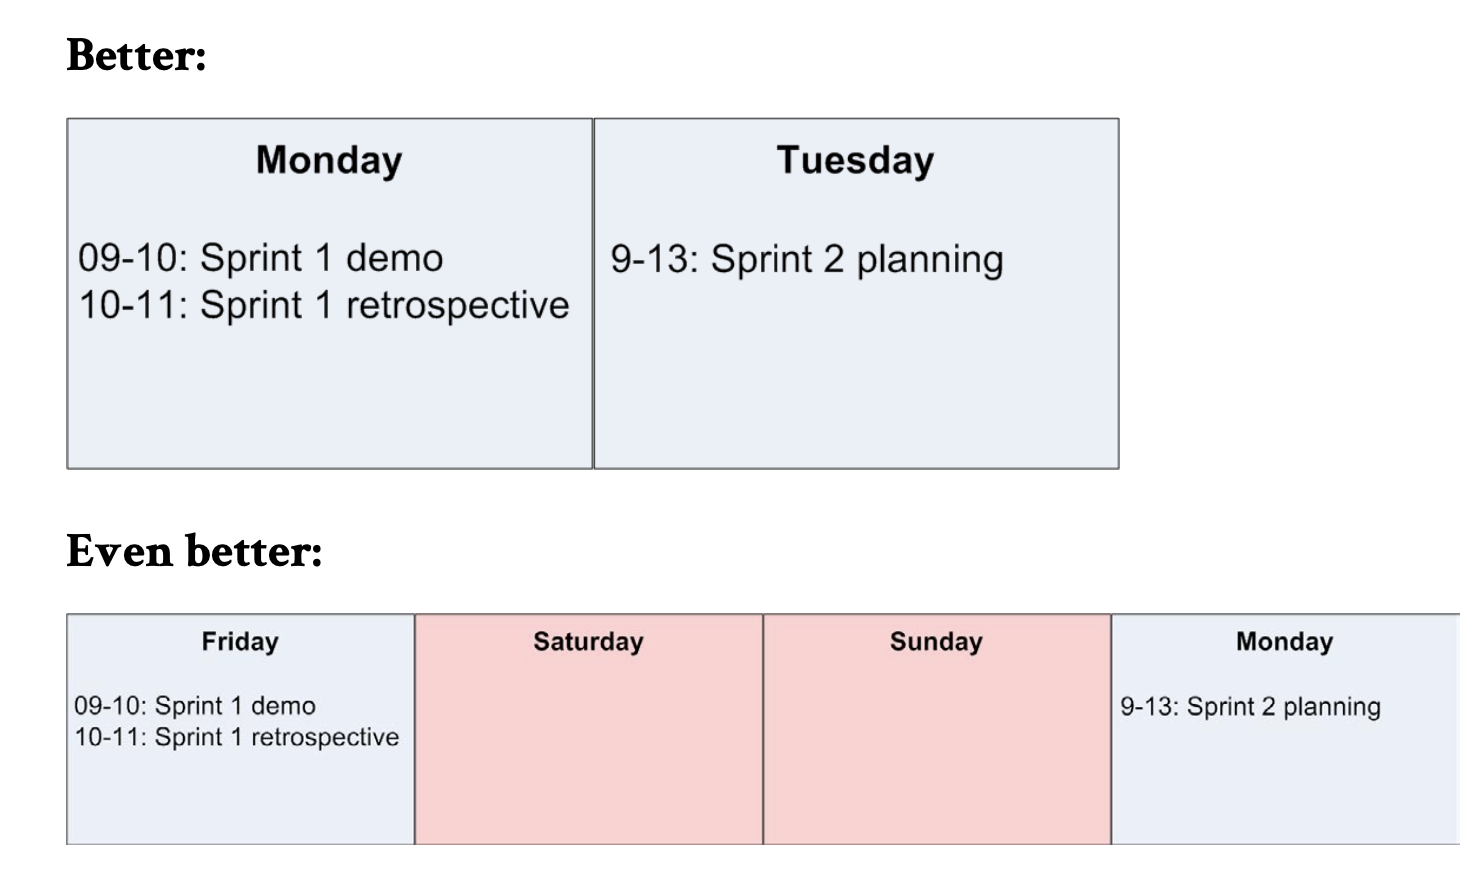 Better:
Monday
Tuesday
09-10: Sprint 1 demo
10-11: Sprint 1 retrospective
9-13: Sprint 2 planning
Even better:
Friday
Saturday
Sunday
Monday
09-10: Sprint 1 demo
10-11: Sprint 1 retrospective
9-13: Sprint 2 planning